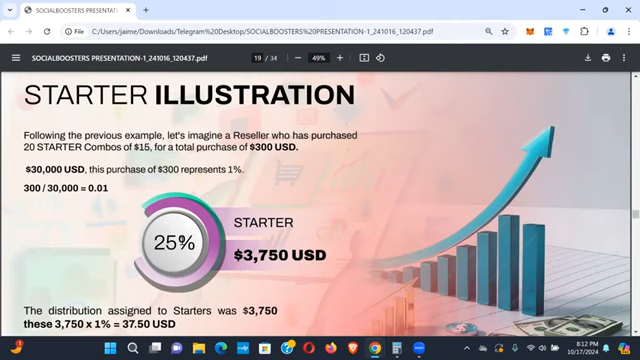 SOCIALBOOSTERS PRESENTATION
File
C:/Users/jaime/Downloads/Telegram%20Desktop/SOCIALBOOSTERS%20PRESENTATION-1_241016_120437.pdf
SOCIALBOOSTERS PRESENTATION-1_241016_120437.pdf
19 / 34
49%
STARTER ILLUSTRATION
Following the previous example, let's imagine a Reseller who has purchased
20 STARTER Combos of $15, for a total purchase of $300 USD.
$30,000 USD, this purchase of $300 represents 1%.
300 / 30,000 = 0.01
25%
STARTER
$3,750 USD
The distribution assigned to Starters was $3,750
these 3,750 x 1% = 37.50 USD
8:12 PM
10/17/2024